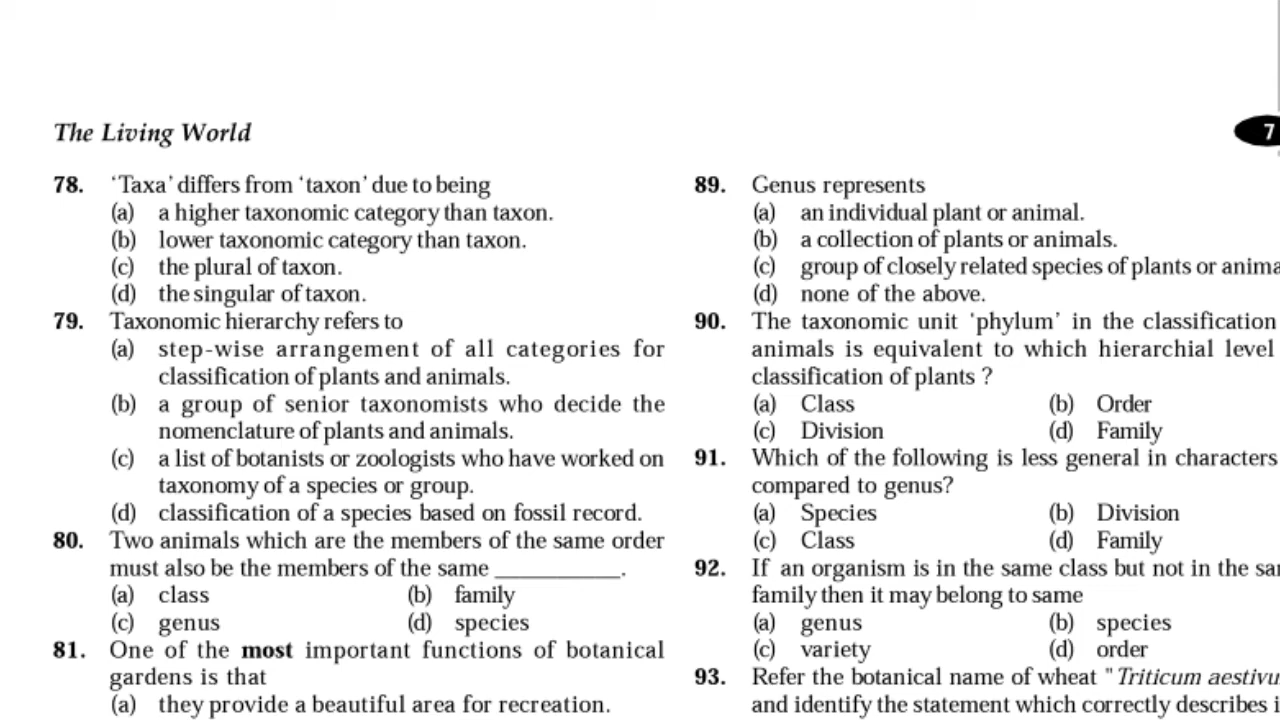 The Living World
7
78. ‘Taxa’ differs from ‘taxon’ due to being
(a) a higher taxonomic category than taxon.
(b) lower taxonomic category than taxon.
(c) the plural of taxon.
(d) the singular of taxon.
79. Taxonomic hierarchy refers to
(a) step-wise arrangement of all categories for
classification of plants and animals.
(b) a group of senior taxonomists who decide the
nomenclature of plants and animals.
(c) a list of botanists or zoologists who have worked on
taxonomy of a species or group.
(d) classification of a species based on fossil record.
80. Two animals which are the members of the same order
must also be the members of the same ____________.
(a) class (b) family
(c) genus (d) species
81. One of the most important functions of botanical
gardens is that
(a) they provide a beautiful area for recreation.
89. Genus represents
(a) an individual plant or animal.
(b) a collection of plants or animals.
(c) group of closely related species of plants or
(d) none of the above.
90. The taxonomic unit ‘phylum’ in the classification
animals is equivalent to which hierarchial level
classification of plants ?
(a) Class (b) Order
(c) Division (d) Family
91. Which of the following is less general in characters
compared to genus?
(a) Species (b) Division
(c) Class (d) Family
92. If an organism is in the same class but not in the
family then it may belong to same
(a) genus (b) species
(c) variety (d) order
93. Refer the botanical name of wheat "Triticum
and identify the statement which correctly describes